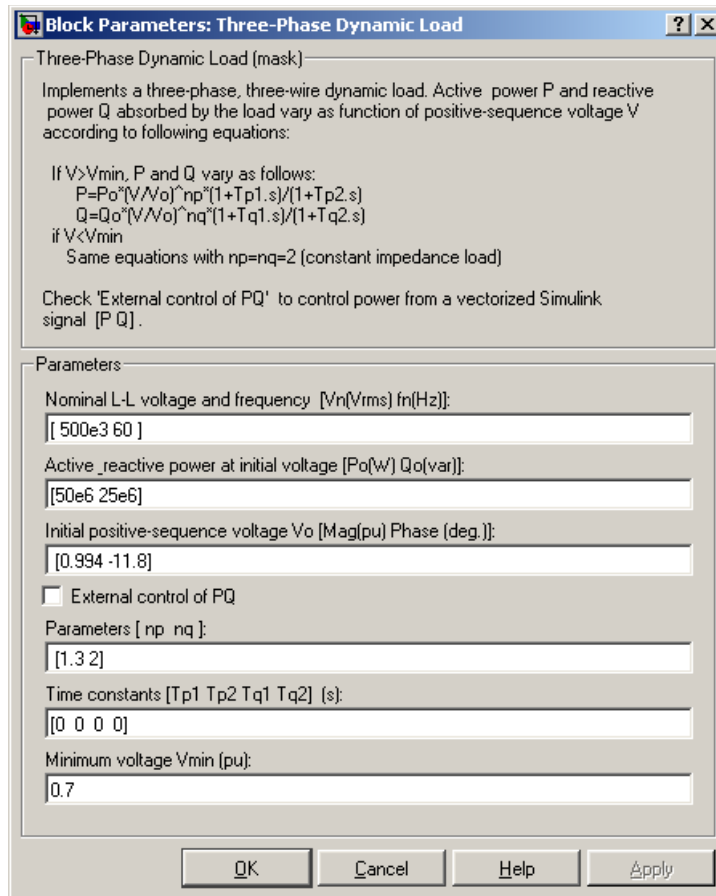 Block Parameters: Three-Phase Dynamic Load
Three-Phase Dynamic Load (mask)
Implements a three-phase, three-wire dynamic load. Active  power P and reactive
power Q absorbed by the load vary as function of positive-sequence voltage V
according to following equations:
If V>Vmin, P and Q vary as follows:
P=Po*(V/Vo)^np*(1+Tp1.s)/(1+Tp2.s)
Q=Qo*(V/Vo)^nq*(1+Tq1.s)/(1+Tq2.s)
if V<Vmin
Same equations with np=nq=2 (constant impedance load)
Check 'External control of PQ'  to control power from a vectorized Simulink
signal  [P Q] .
Parameters
Nominal L-L voltage and frequency  [Vn(Vrms) fn(Hz)]:
[ 500e3 60 ]
Active _reactive power at initial voltage [Po(W) Qo(var)]:
[50e6 25e6]
Initial positive-sequence voltage Vo [Mag(pu) Phase (deg.)]:
[0.994 -11.8]
External control of PQ
Parameters [ np  nq ]:
[1.3 2]
Time constants [Tp1 Tp2 Tq1 Tq2]  (s):
[0  0  0  0]
Minimum voltage Vmin (pu):
0.7
OK Cancel Help Apply